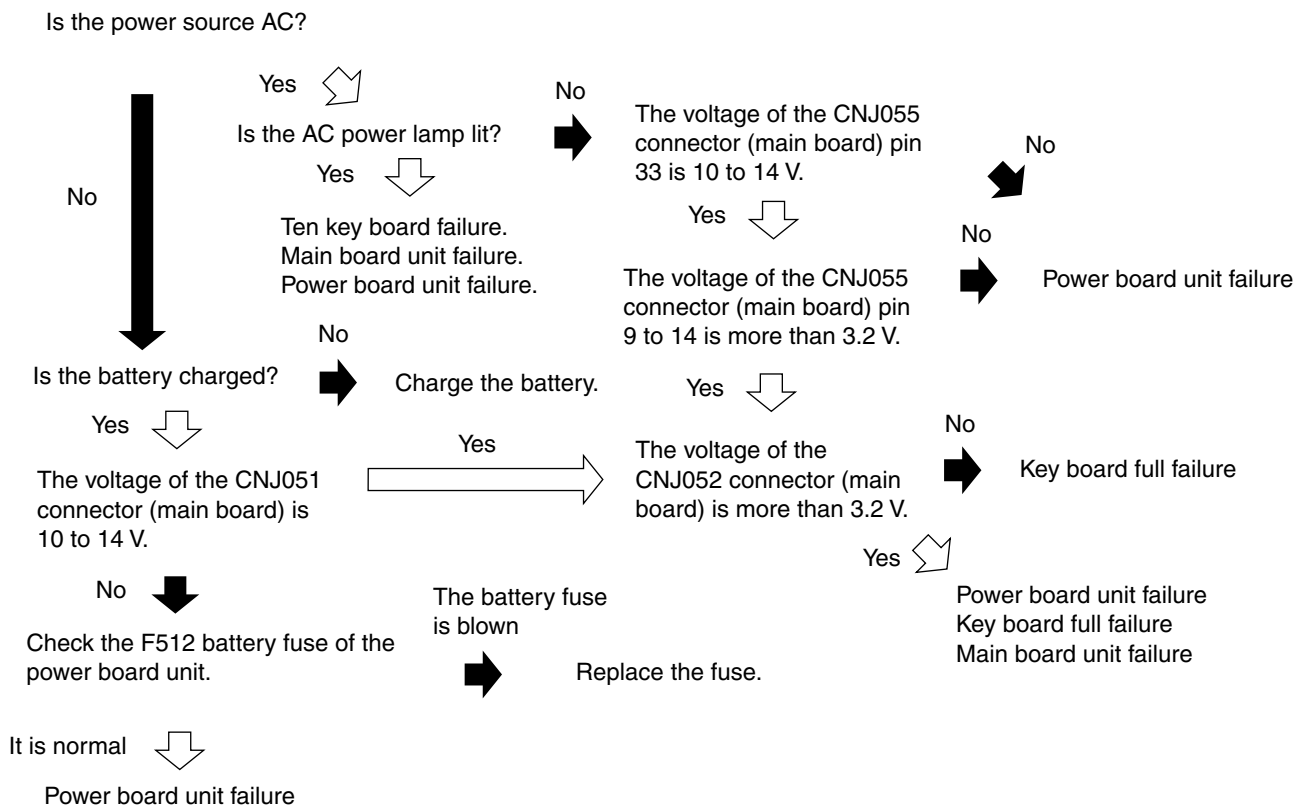 Is the power source AC?
Yes
No
Is the AC power lamp lit?
The voltage of the CNJ055
connector (main board) pin
33 is 10 to 14 V.
No
Yes
No
Ten key board failure.
Main board unit failure.
Power board unit failure.
Yes
No
The voltage of the CNJ055
connector (main board) pin
9 to 14 is more than 3.2 V.
Power board unit failure
No
Is the battery charged?
Charge the battery.
Yes
Yes
Yes
No
The voltage of the CNJ051
connector (main board) is
10 to 14 V.
The voltage of the
CNJ052 connector (main
board) is more than 3.2 V.
Key board full failure
Yes
No
The battery fuse
is blown
Power board unit failure
Key board full failure
Main board unit failure
Check the F512 battery fuse of the
power board unit.
Replace the fuse.
It is normal
Power board unit failure